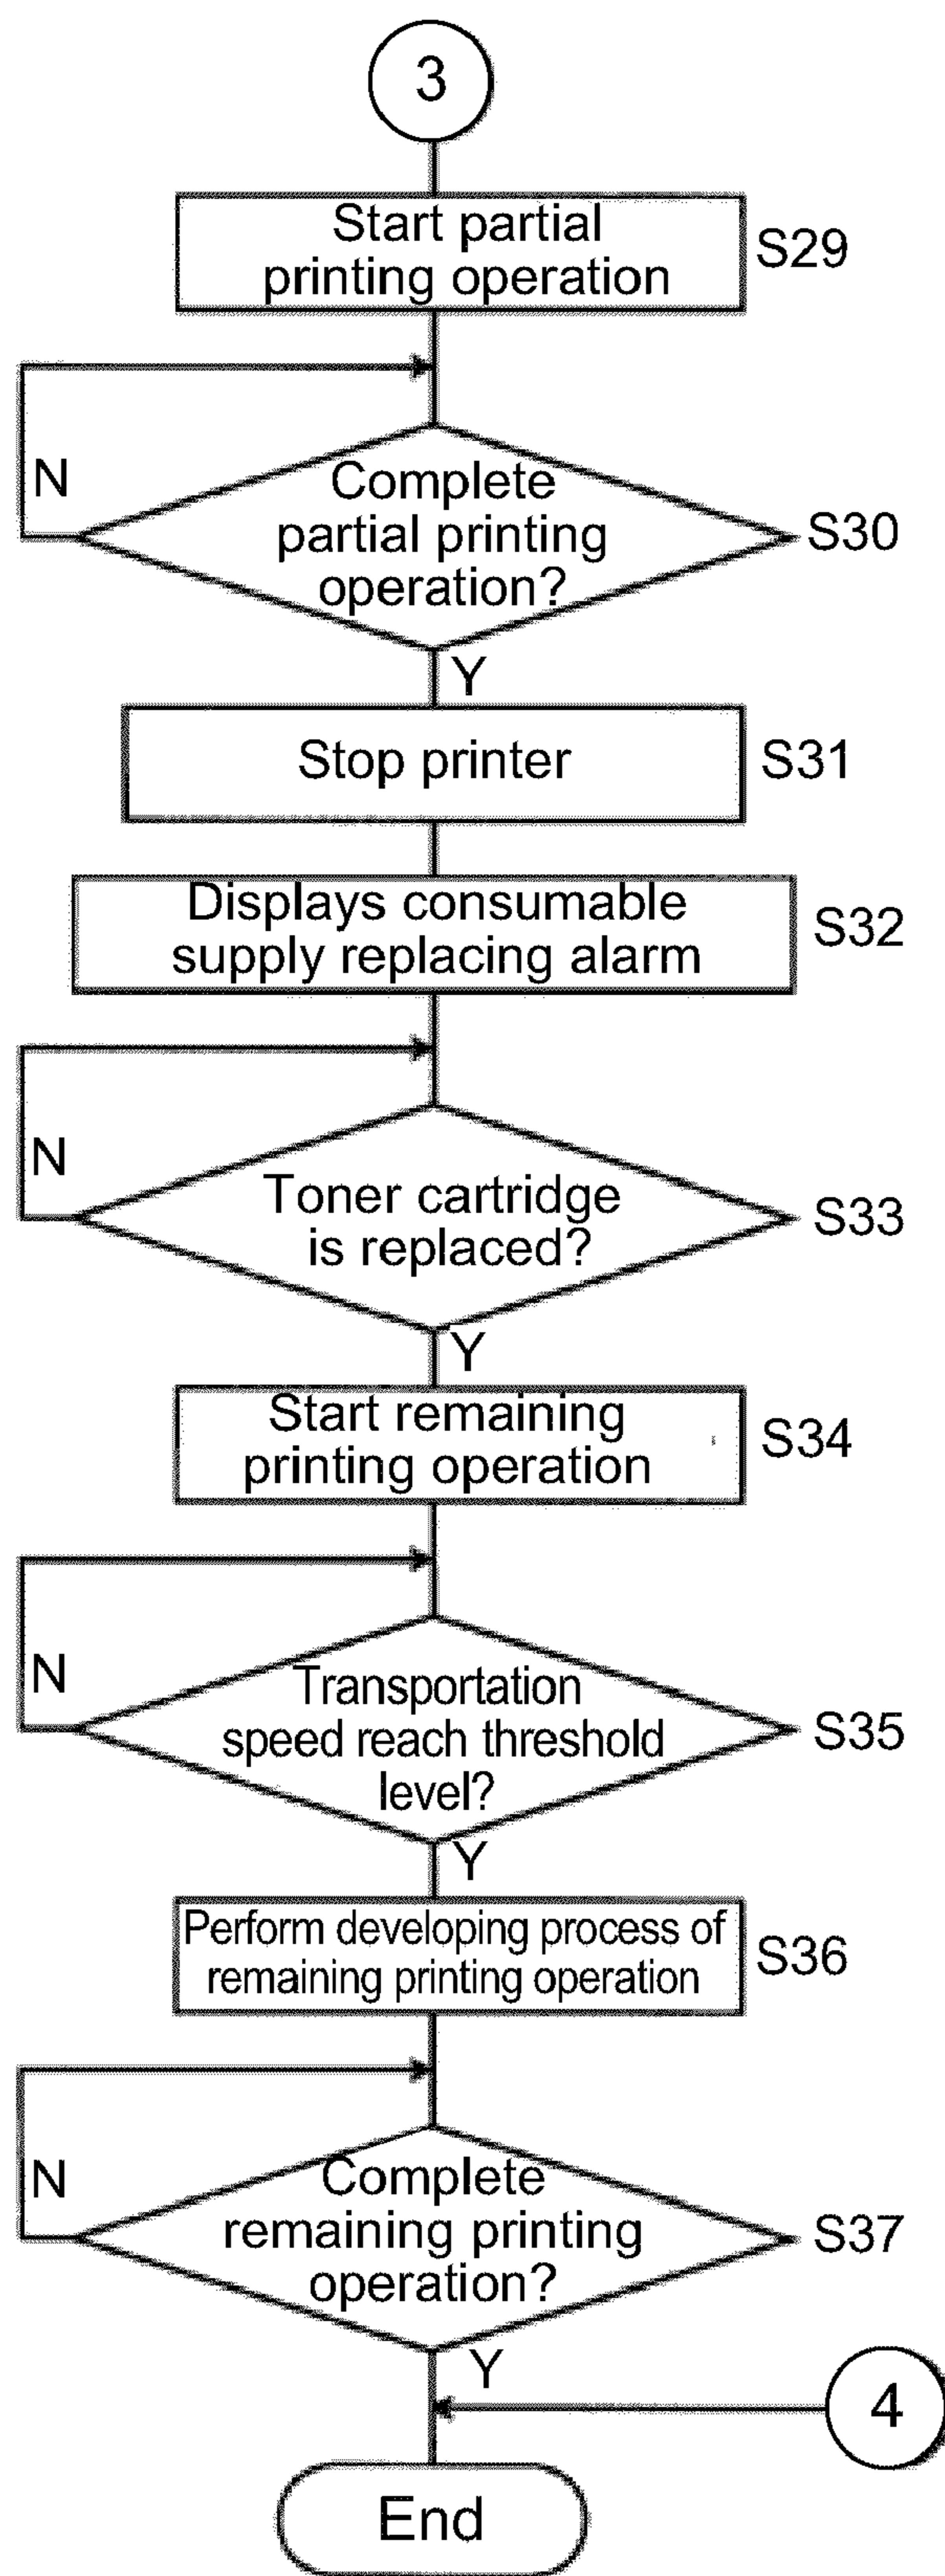 3
Start partial
printing operation
S29
N
Complete
partial printing
operation?
S30
Y
Stop printer
S31
Displays consumable
supply replacing alarm
S32
N
Toner cartridge
is replaced?
S33
Y
Start remaining
printing operation
S34
N
Transportation
speed reach threshold
level?
S35
Y
Perform developing process of
remaining printing operation
S36
N
Complete
remaining printing
operation?
S37
Y
4
End